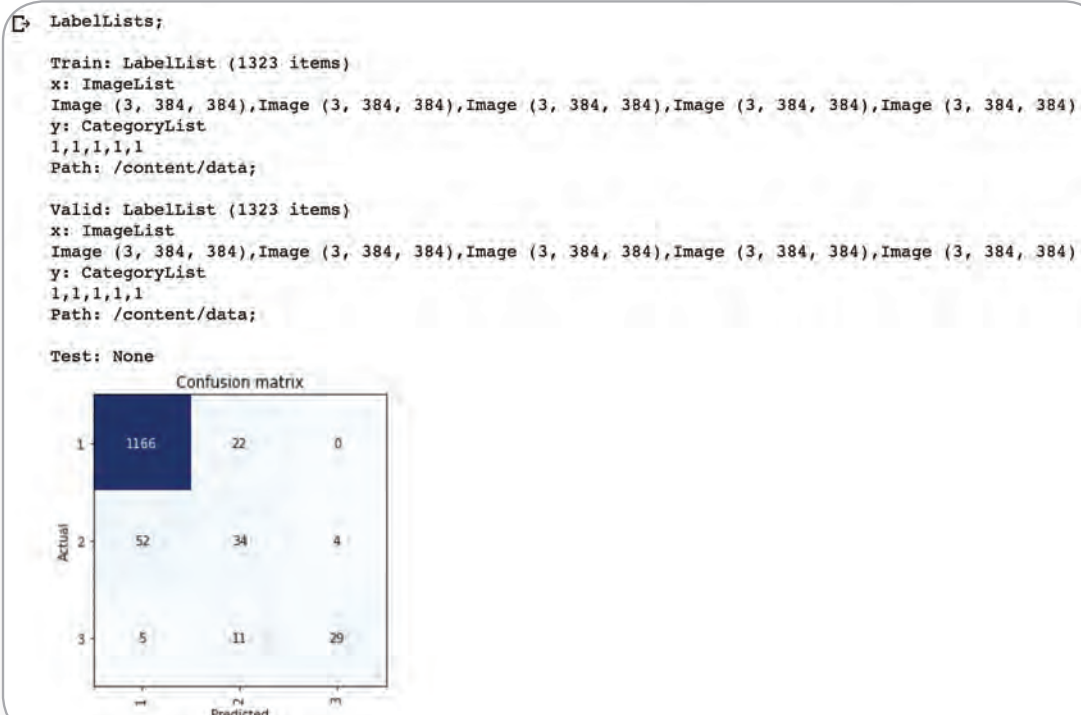 LabelLists;
Train: LabelList (1323 items)
x: ImageList
Image (3, 384, 384),Image (3, 384, 384),Image (3, 384, 384),Image (3, 384, 384),Image (3, 384, 384)
y: CategoryList
1,1,1,1,1
Path: /content/data;
Valid: LabelList (1323 items)
x: ImageList
Image (3, 384, 384),Image (3, 384, 384),Image (3, 384, 384),Image (3, 384, 384),Image (3, 384, 384)
y: CategoryList
1,1,1,1,1
Path: /content/data;
Test: None
Confusion matrix
1 1166 22 0
Actual
2 52 34 4
3 5 11 29
1 2 3
Predicted